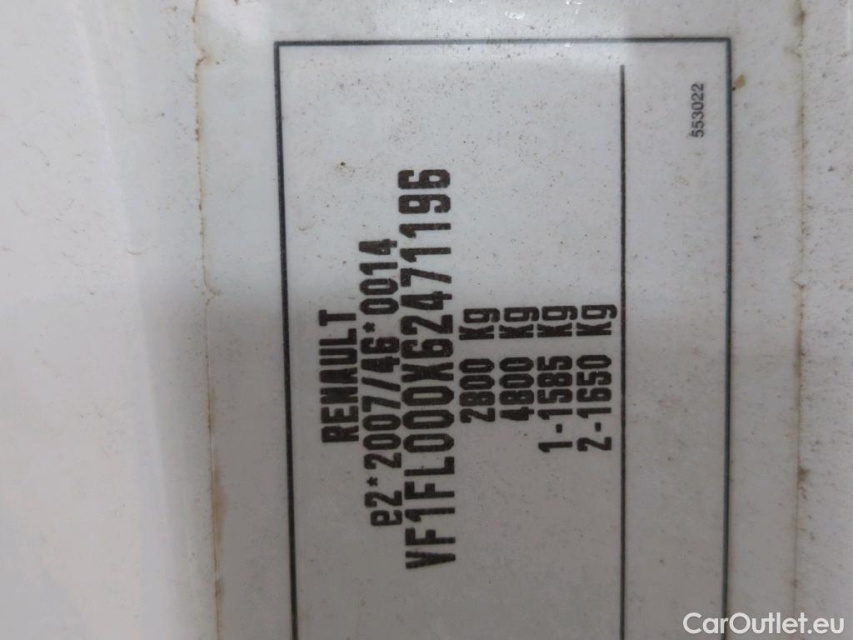 RENAULT
e2*2007/46*0014
VF1FL000X62471196
2800 Kg
4800 Kg
1-1585 Kg
2-1650 Kg
553022
CarOutlet.eu